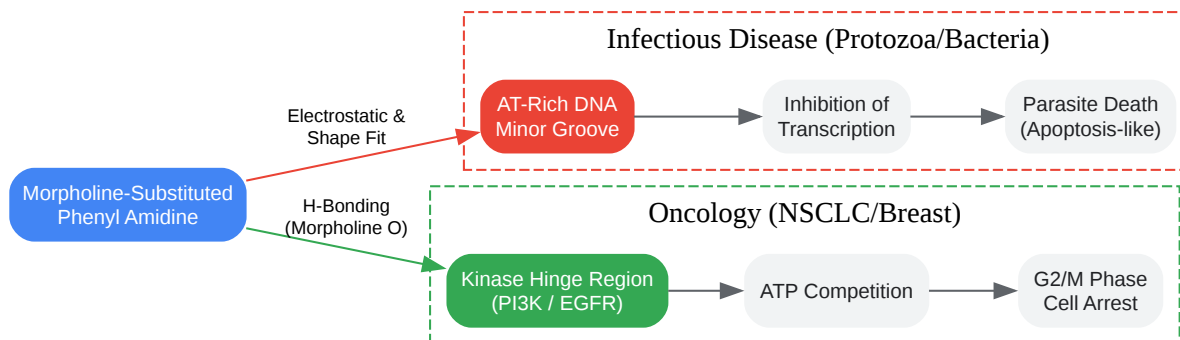 Infectious Disease (Protozoa/Bacteria)
Electrostatic &
Shape Fit
AT-Rich DNA
Minor Groove
Inhibition of
Transcription
Parasite Death
(Apoptosis-like)
Morpholine-Substituted
Phenyl Amidine
H-Bonding
(Morpholine O)
Oncology (NSCLC/Breast)
Kinase Hinge Region
(PI3K / EGFR)
ATP Competition
G2/M Phase
Cell Arrest